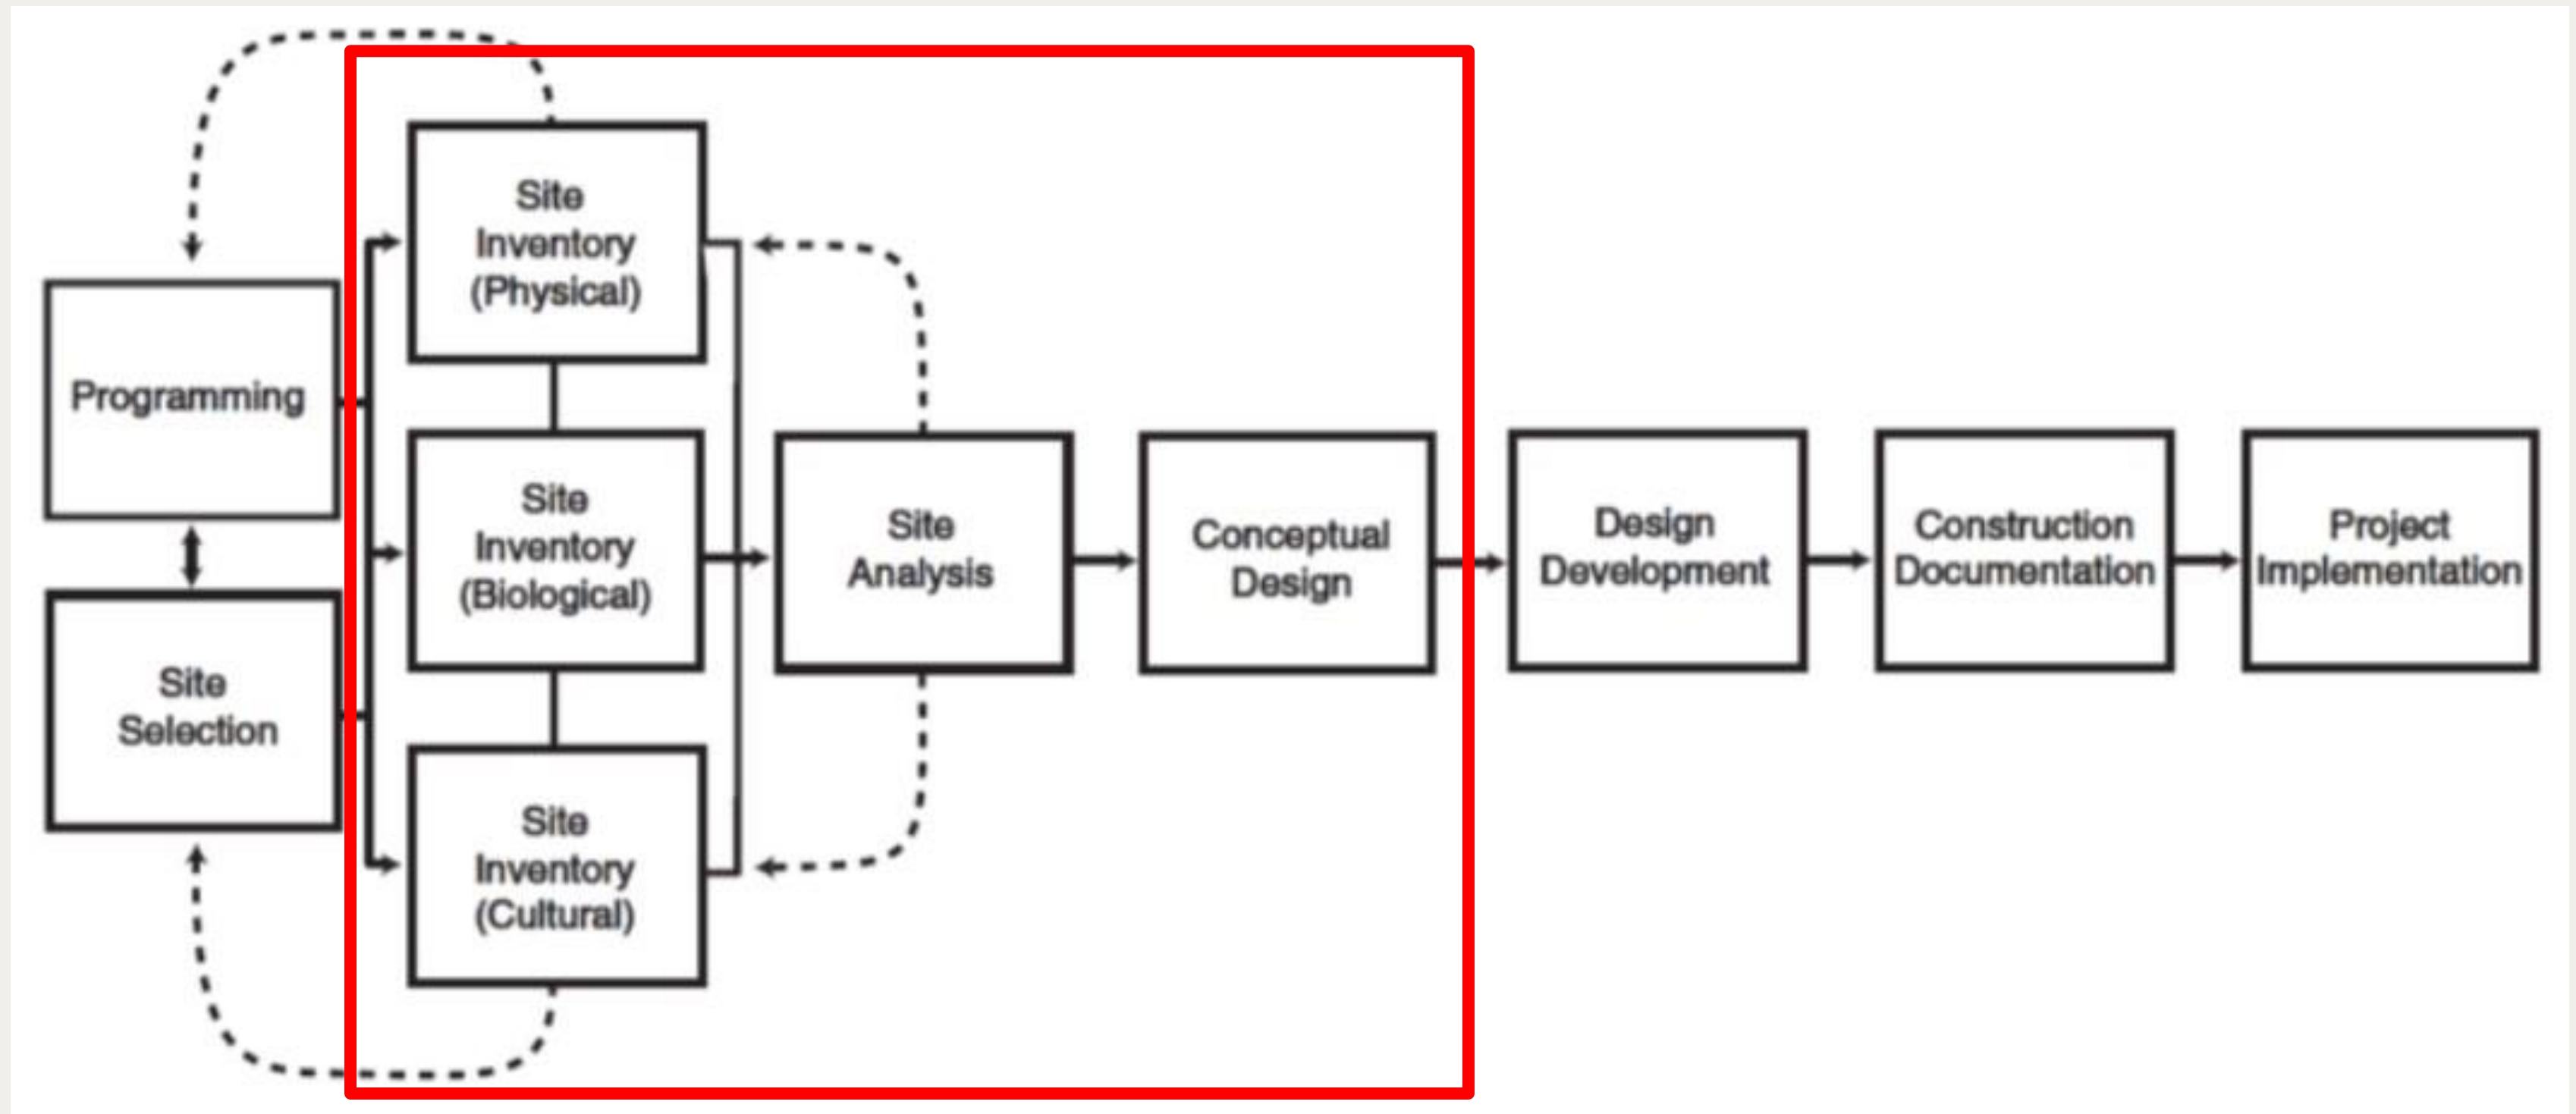 Programming
Site
Selection
Site
Inventory
(Physical)
Site
Inventory
(Biological)
Site
Inventory
(Cultural)
Site
Analysis
Conceptual
Design
Design
Development
Construction
Documentation
Project
Implementation